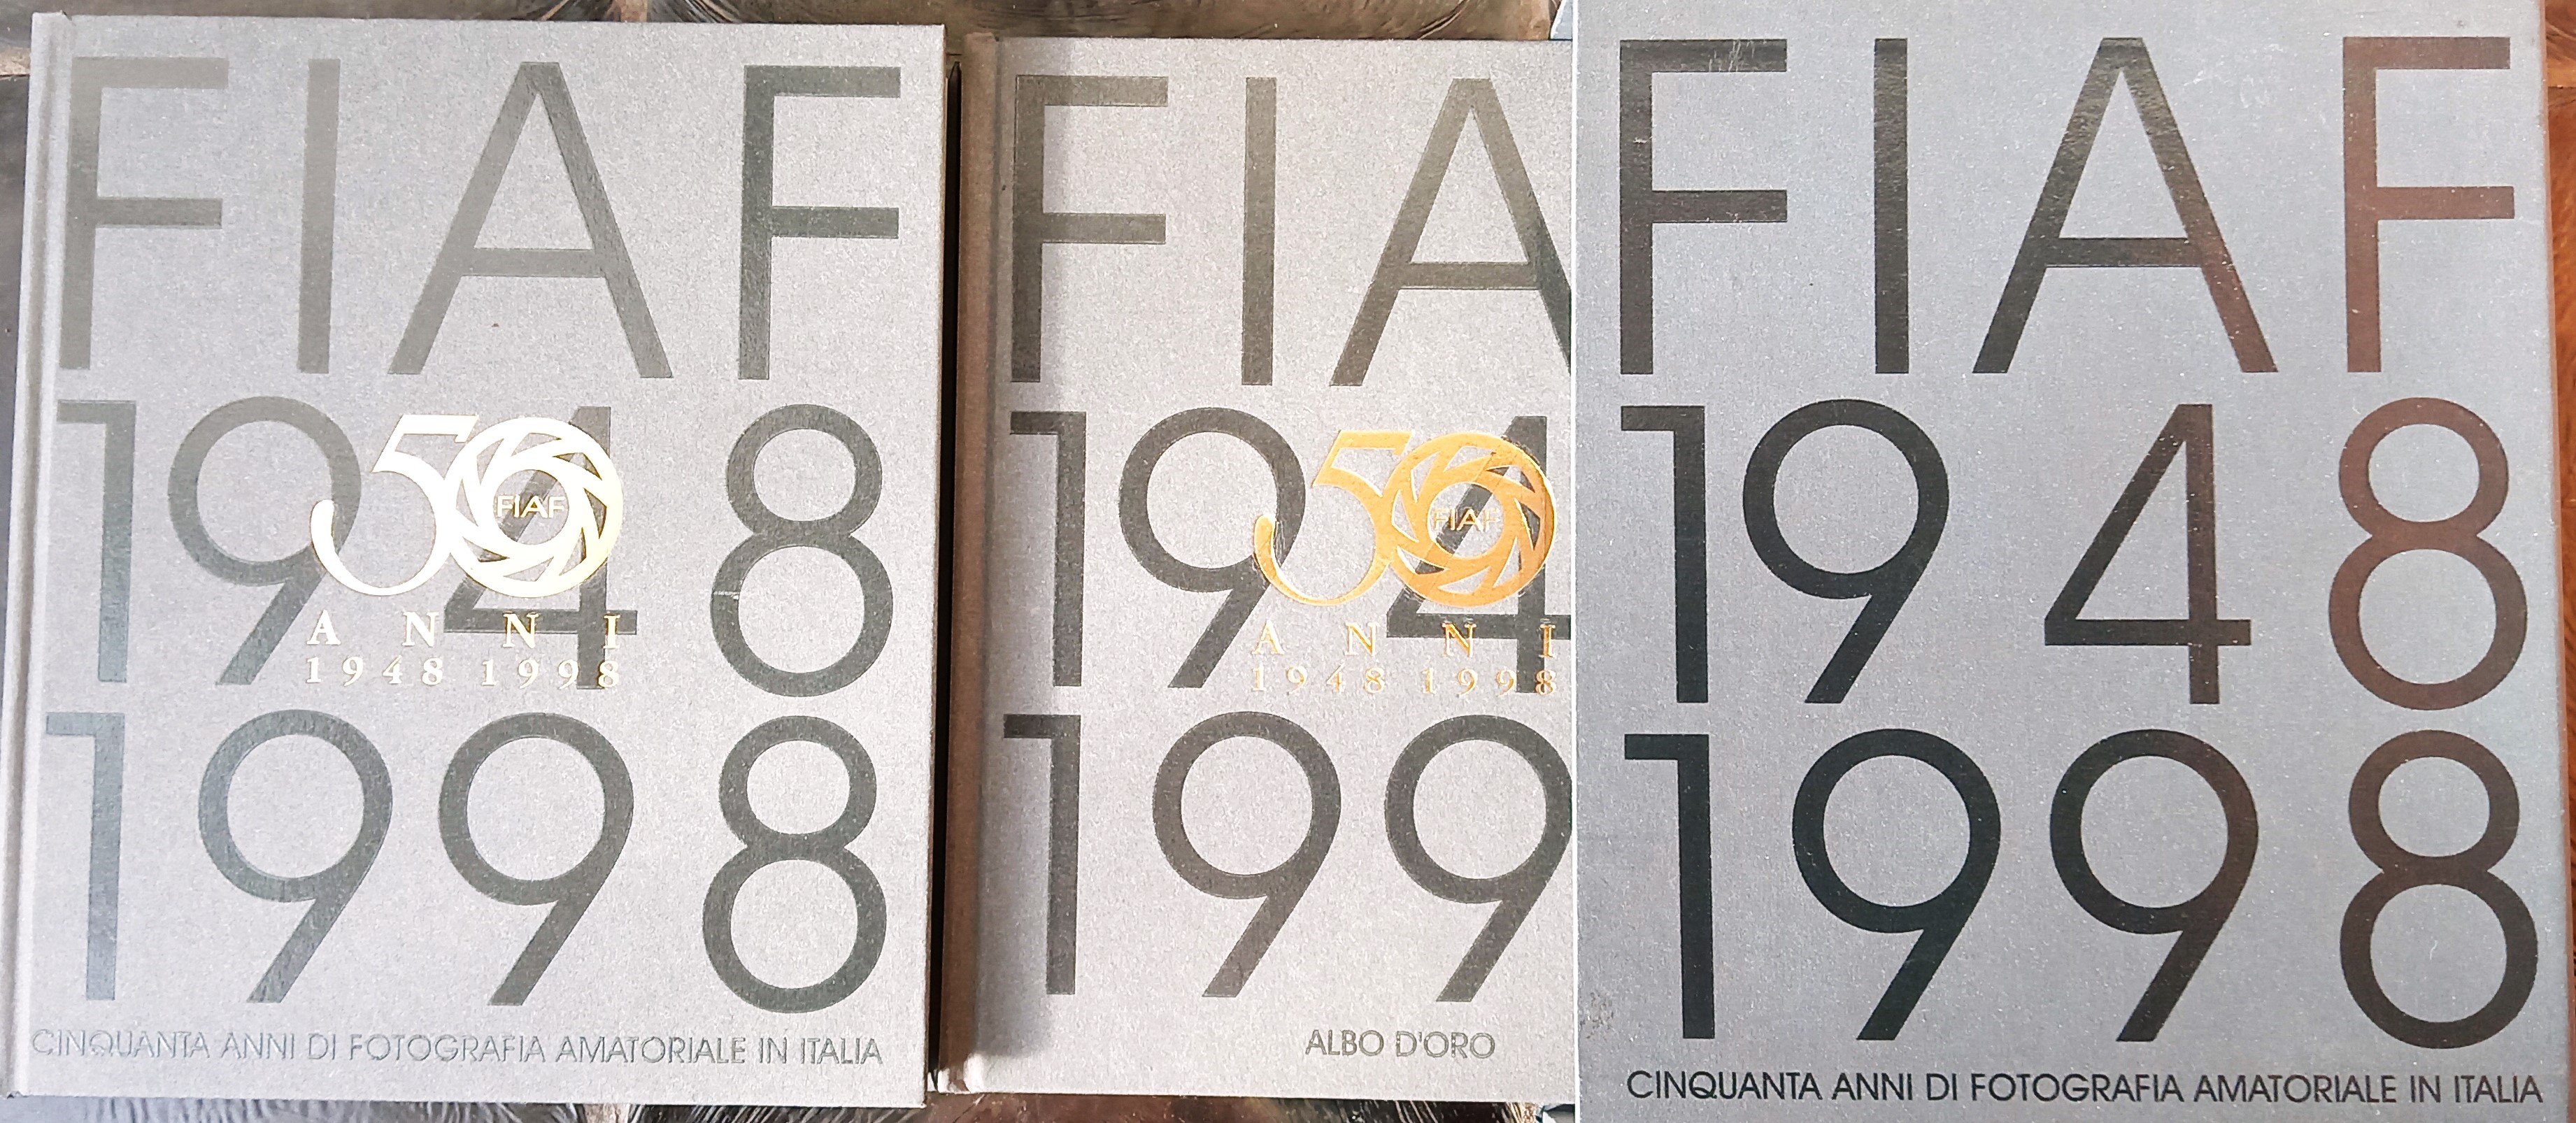 FIAF
1948
50
FIAF
ANNI
1948 1998
1998
CINQUANTA ANNI DI FOTOGRAFIA AMATORIALE IN ITALIA
FIA
194
50
FIAF
ANNI
1948 1998
199
ALBO D'ORO
FIAF
1948
1998
CINQUANTA ANNI DI FOTOGRAFIA AMATORIALE IN ITALIA